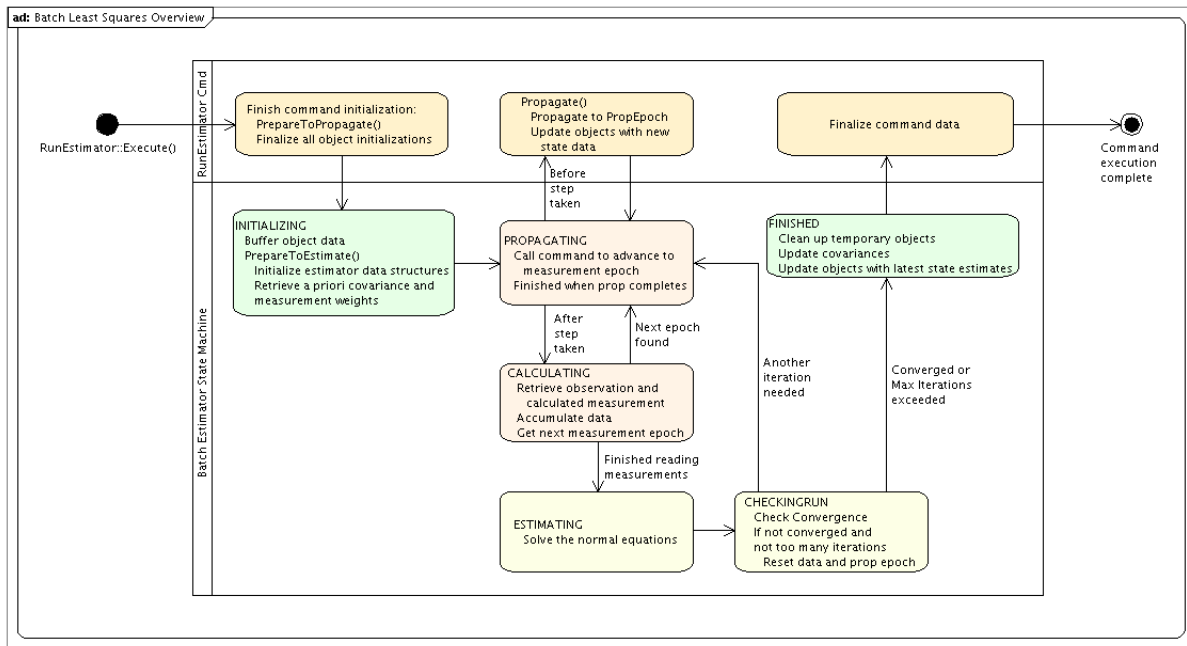 ad: Batch Least Squares Overview
RunEstimator Cmd
Finish command initialization:
PrepareToPropagate()
Finalize all object initializations
Propagate()
Propagate to PropEpoch
Update objects with new
state data
Finalize command data
RunEstimator::Execute()
Command
execution
complete
Before
step
taken
Batch Estimator State Machine
INITIALIZING
Buffer object data
PrepareToEstimate()
Initialize estimator data structures
Retrieve a priori covariance and
measurement weights
PROPAGATING
Call command to advance to
measurement epoch
Finished when prop completes
FINISHED
Clean up temporary objects
Update covariances
Update objects with latest state estimates
After
step
taken
Next epoch
found
Another
iteration
needed
Converged or
Max Iterations
exceeded
CALCULATING
Retrieve observation and
calculated measurement
Accumulate data
Get next measurement epoch
Finished reading
measurements
ESTIMATING
Solve the normal equations
CHECKINGRUN
Check Convergence
If not converged and
not too many iterations
Reset data and prop epoch